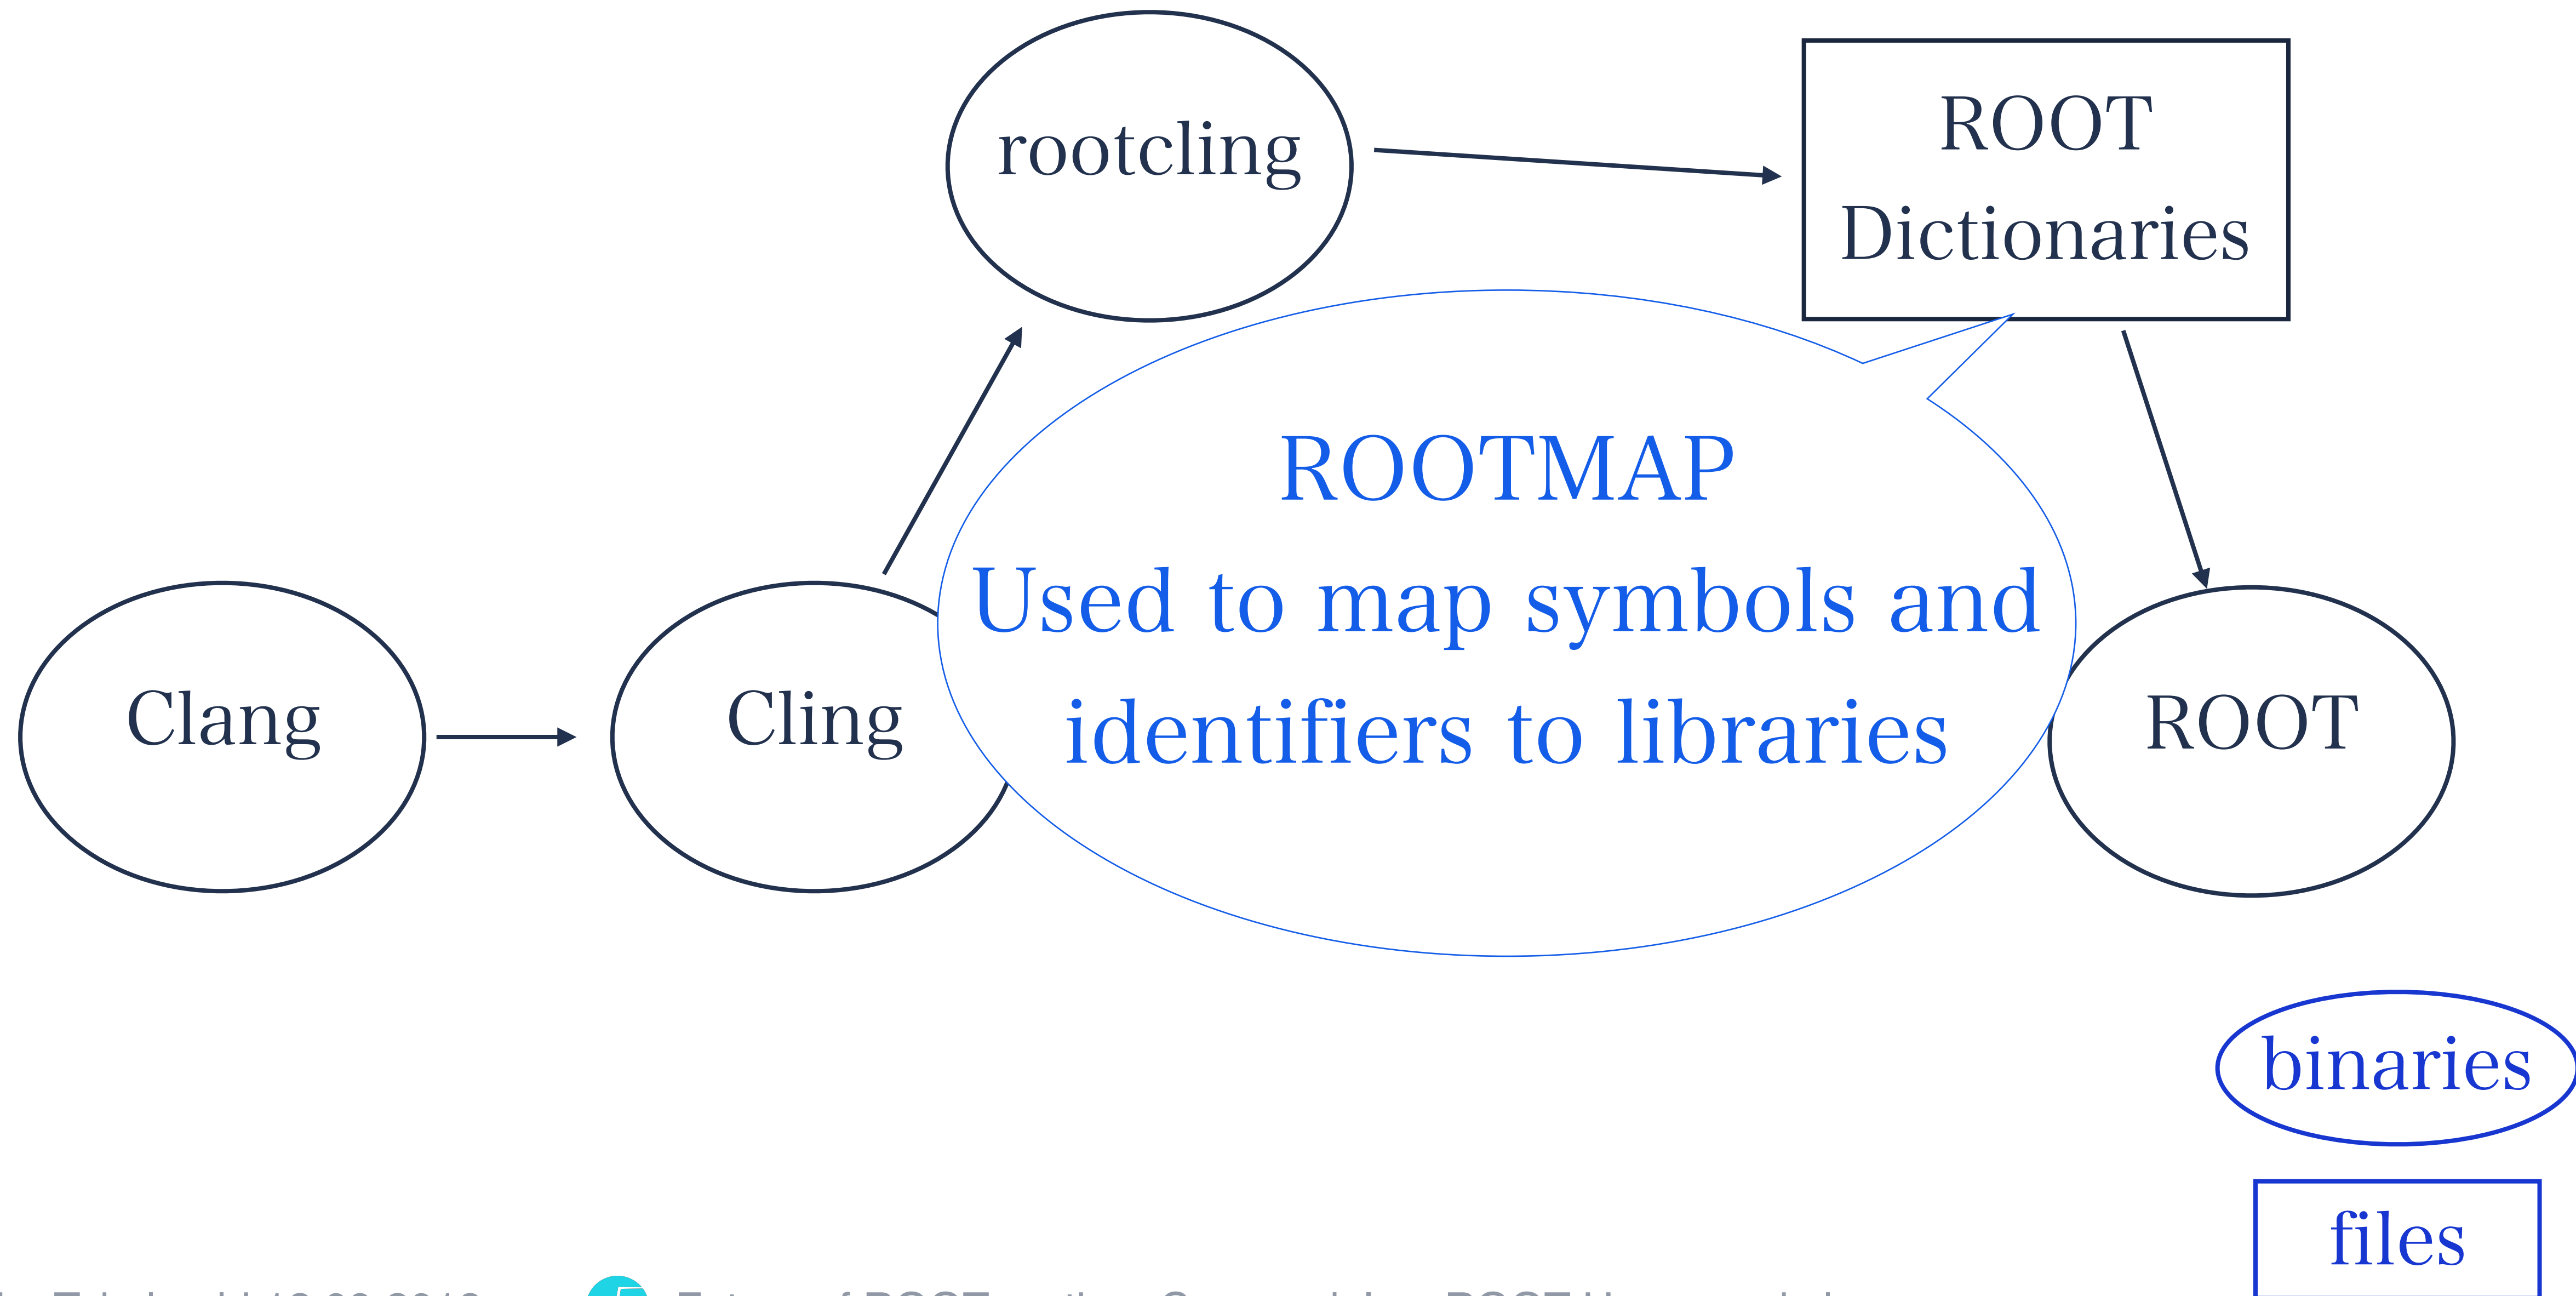 rootcling
ROOT
Dictionaries
ROOTMAP
Used to map symbols and
identifiers to libraries
Clang
Cling
ROOT
binaries
files